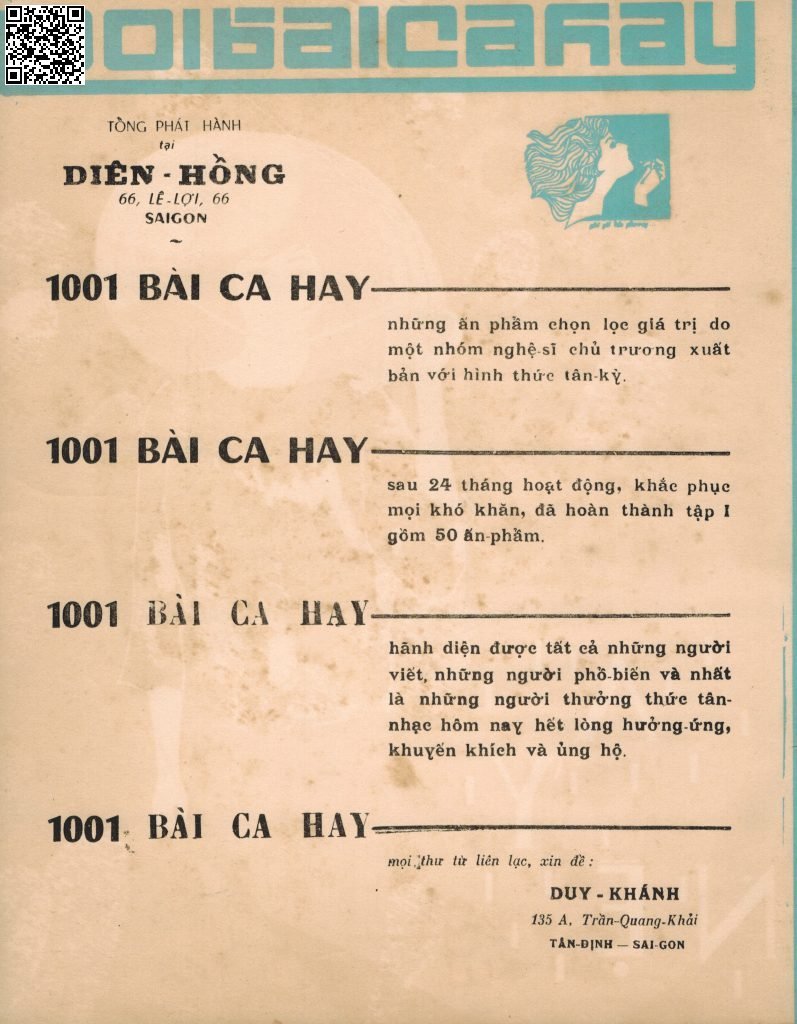 1001baicahay
TỔNG PHÁT HÀNH
tại
DIÊN - HỒNG
66, LÊ-LỢI, 66
SAIGON
1001 BÀI CA HAY
những ấn phẩm chọn lọc giá trị do
một nhóm nghệ-sĩ chủ trương xuất
bản với hình thức tân-kỳ.
1001 BÀI CA HAY
sau 24 tháng hoạt động, khắc phục
mọi khó khăn, đã hoàn thành tập I
gồm 50 ấn-phẩm.
1001 BÀI CA HAY
hãnh diện được tất cả những người
viết, những người phổ-biến và nhất
là những người thưởng thức tân-
nhạc hôm nay hết lòng hưởng-ứng,
khuyến khích và ủng hộ.
1001 BÀI CA HAY
mọi thư từ liên lạc, xin đề :
DUY - KHÁNH
135 A, Trần-Quang-Khải
TÂN-ĐỊNH — SAI-GON